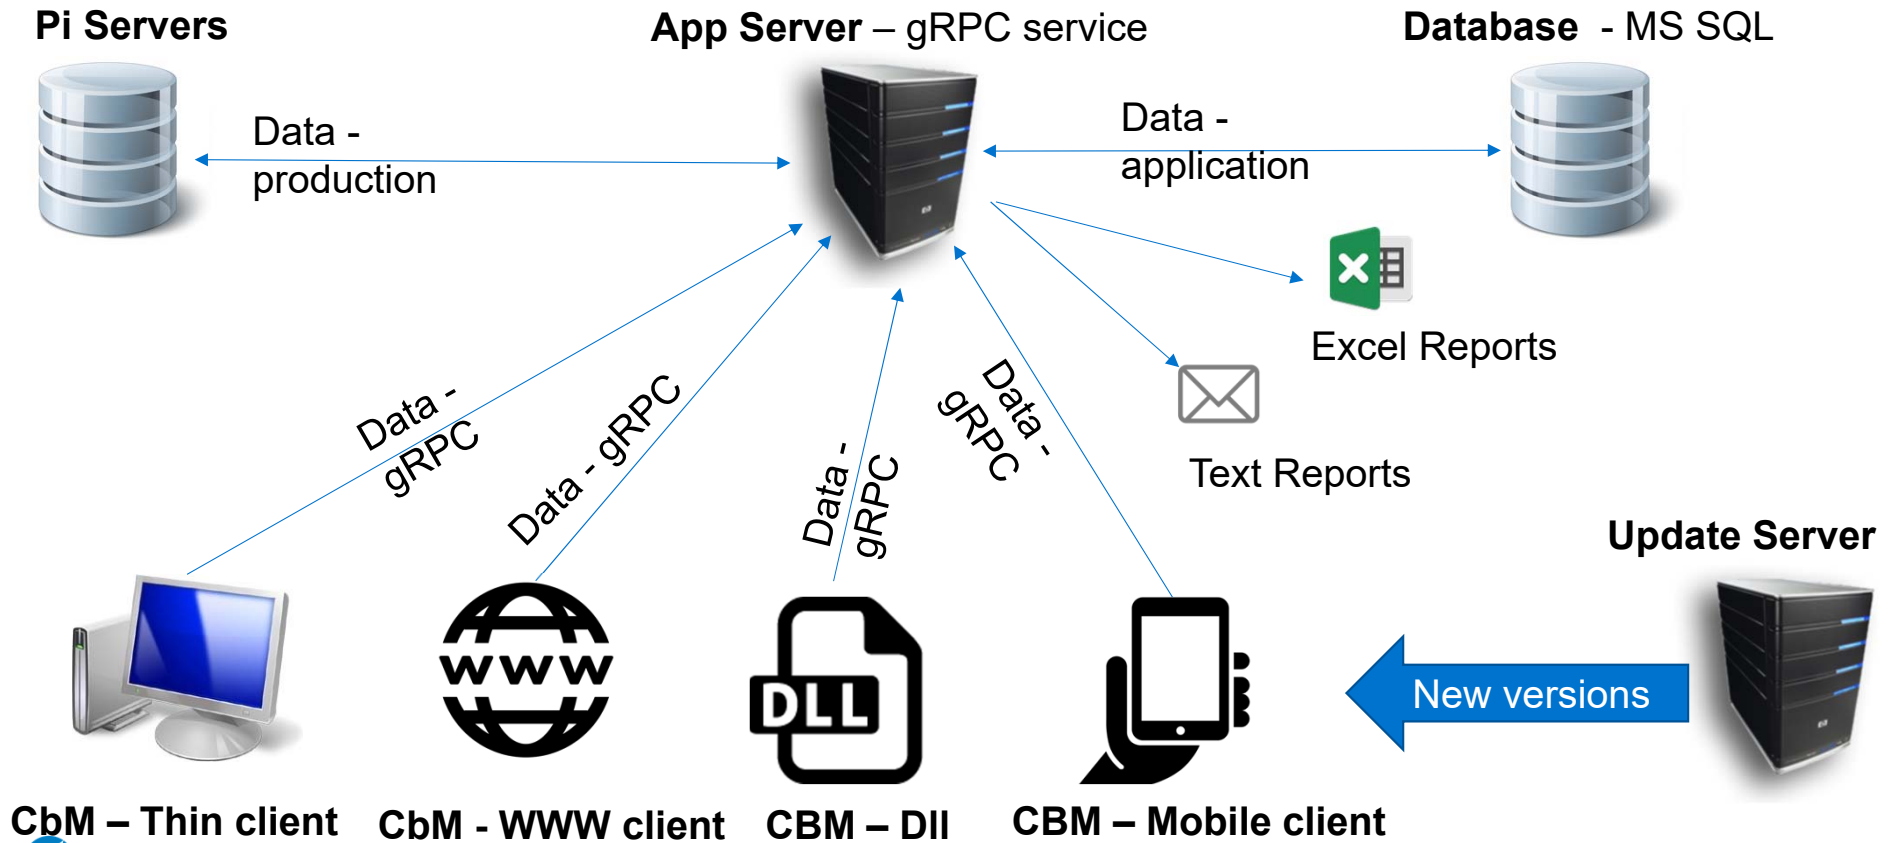 Pi Servers
App Server – gRPC service
Database - MS SQL
Data -
production
Data -
application
Excel Reports
Data -
gRPC
Data - gRPC
Data -
gRPC
Data -
gRPC
Text Reports
Update Server
www
DLL
New versions
CbM – Thin client
CbM - WWW client
CBM – Dll
CBM – Mobile client